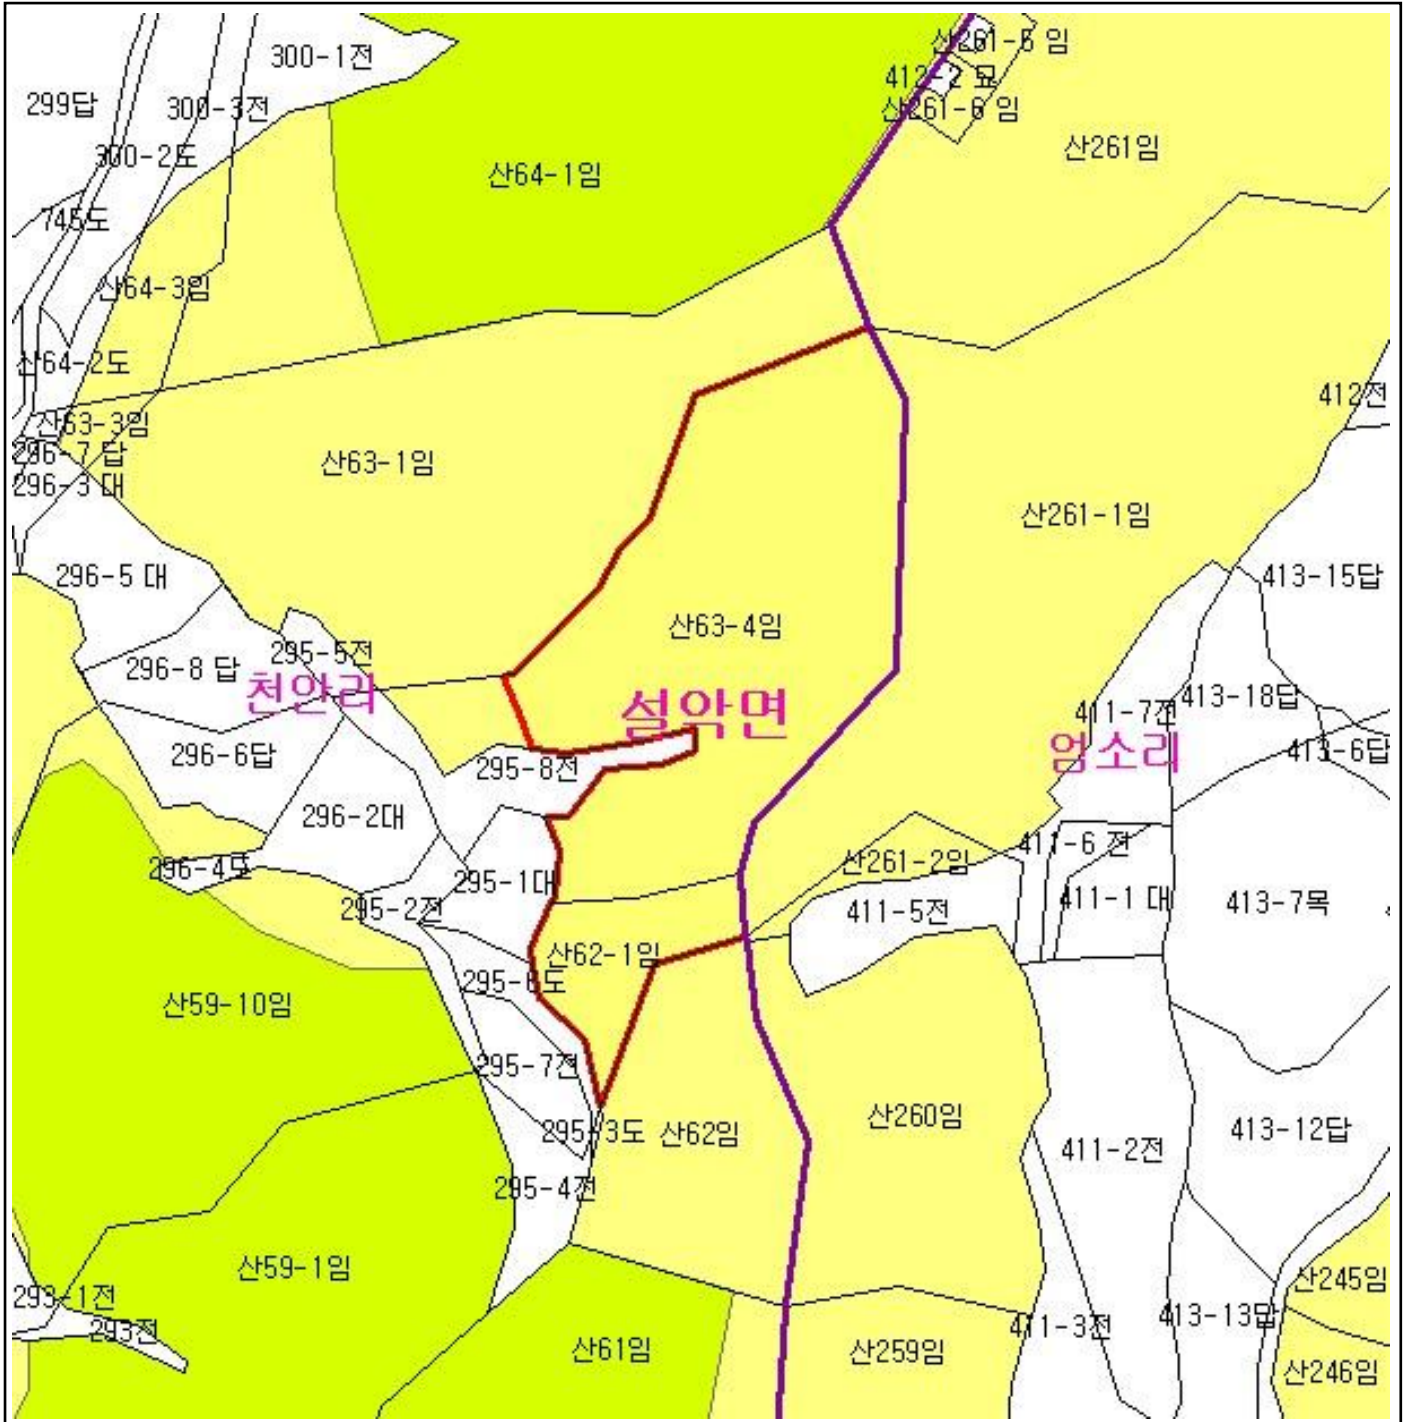 산261-5 임
300-1전
412-2 묘
299답
300-3전
산261-6 임
산261임
300-2도
산64-1임
745도
산64-3임
산64-2도
412전
산63-3임
296-7 답
산63-1임
296-3 대
산261-1임
296-5 대
413-15답
산63-4임
295-5전
296-8 답
천안리
413-18답
설악면
411-7전
296-6답
엄소리
413-6답
295-8전
296-2대
411-6 전
산261-2임
296-4도
295-1대
411-1 대
413-7목
295-2전
411-5전
산62-1임
295-6도
산59-10임
295-7전
산260임
295-3도
산62임
413-12답
411-2전
295-4전
산59-1임
산245임
293-1전
413-13답
293전
411-3전
산61임
산259임
산246임